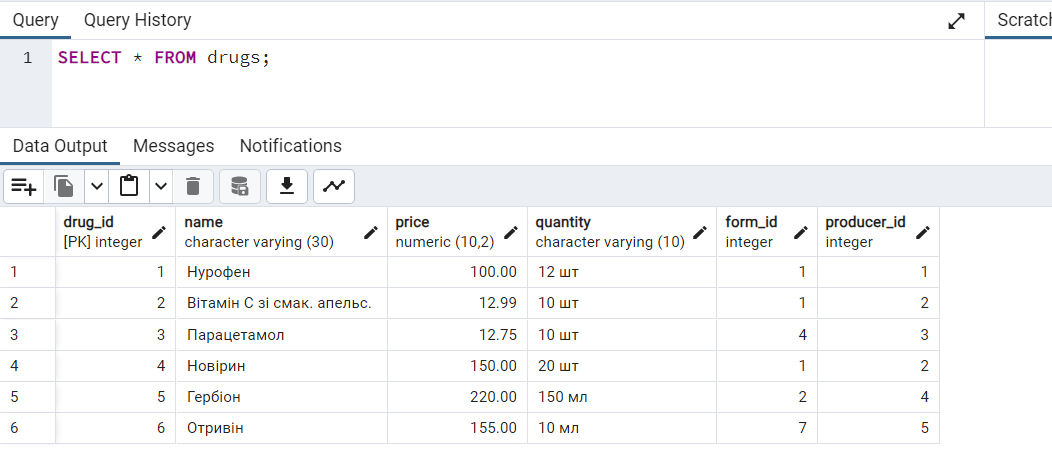 Query Query History Scratch
1 SELECT * FROM drugs;
Data Output Messages Notifications
drug_id name price quantity form_id producer_id
[PK] integer character varying (30) numeric (10,2) character varying (10) integer integer
1 1 Нурофен 100.00 12 шт 1 1
2 2 Вітамін С зі смак. апельс. 12.99 10 шт 1 2
3 3 Парацетамол 12.75 10 шт 4 3
4 4 Новірин 150.00 20 шт 1 2
5 5 Гербіон 220.00 150 мл 2 4
6 6 Отривін 155.00 10 мл 7 5